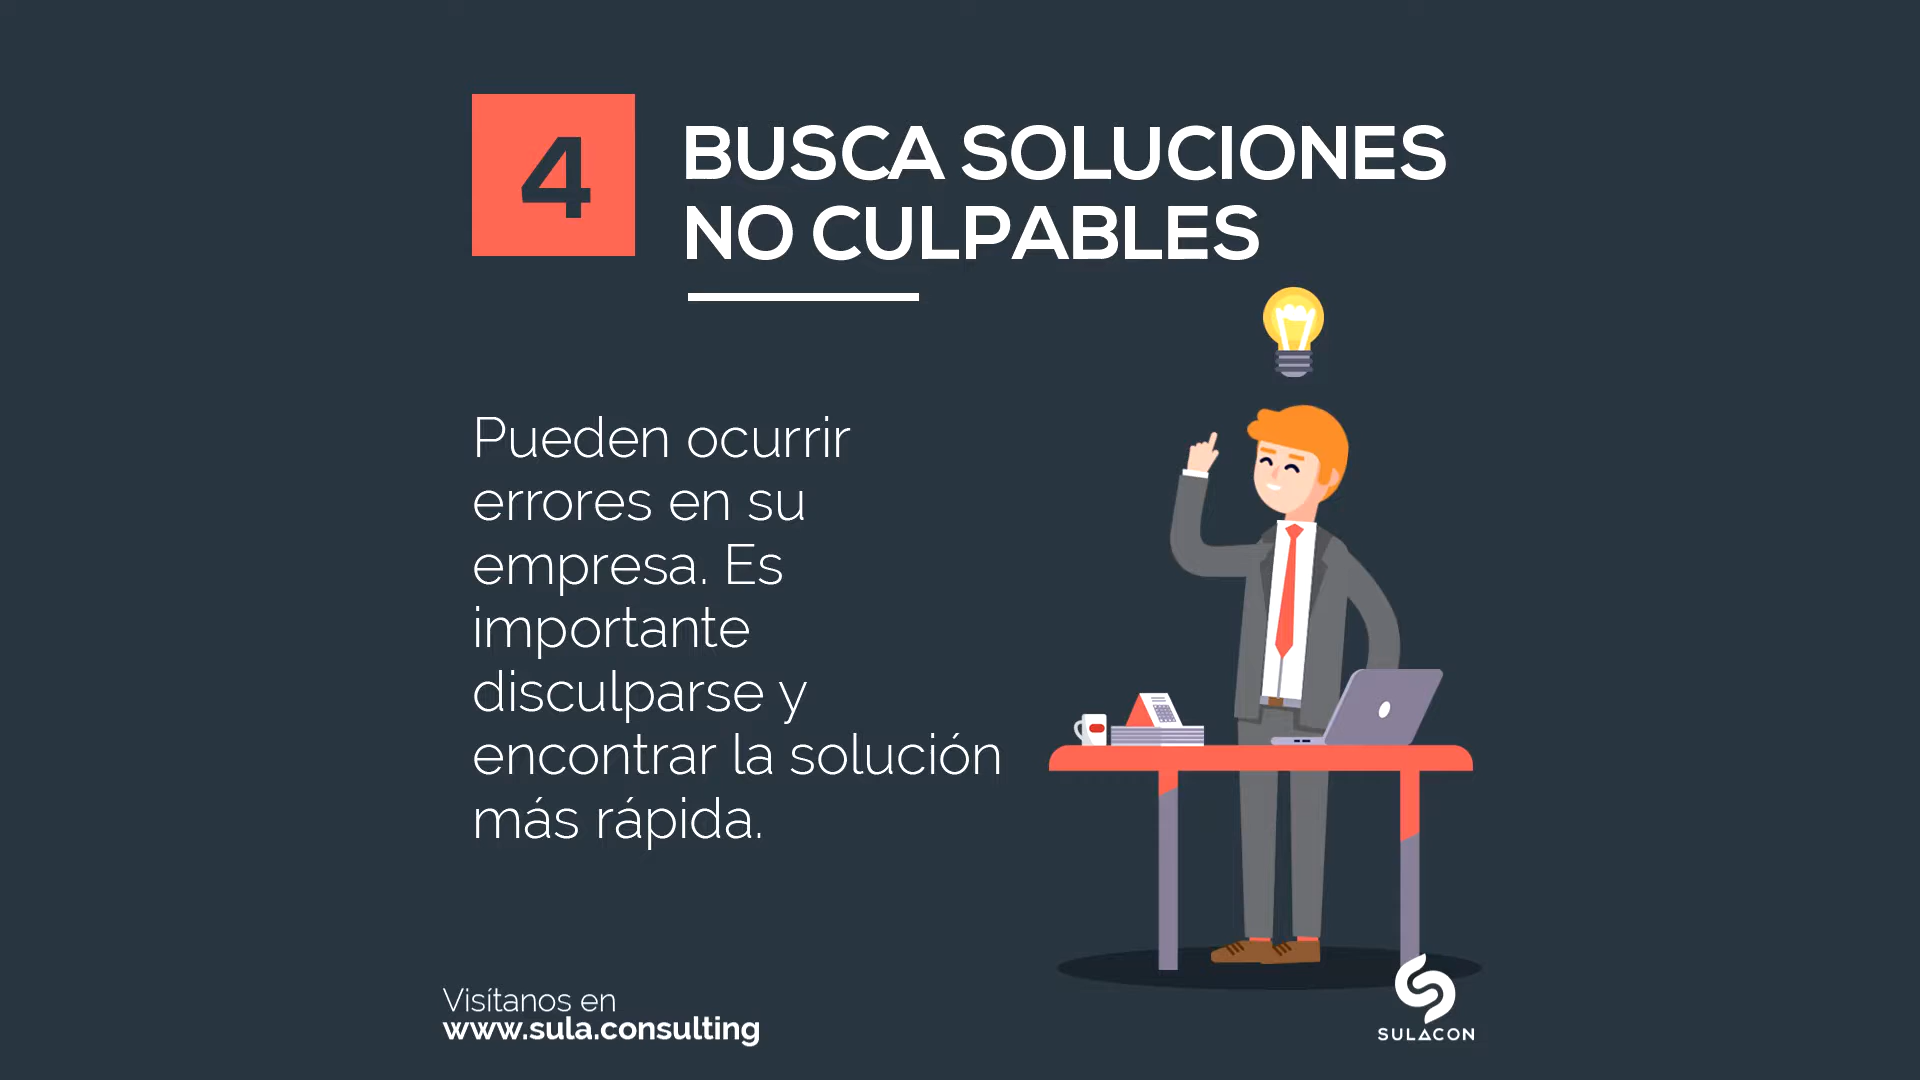 4
BUSCA SOLUCIONES
NO CULPABLES
Pueden ocurrir
errores en su
empresa. Es
importante
disculparse y
encontrar la solución
más rápida.
Visítanos en
www.sula.consulting
SULACON